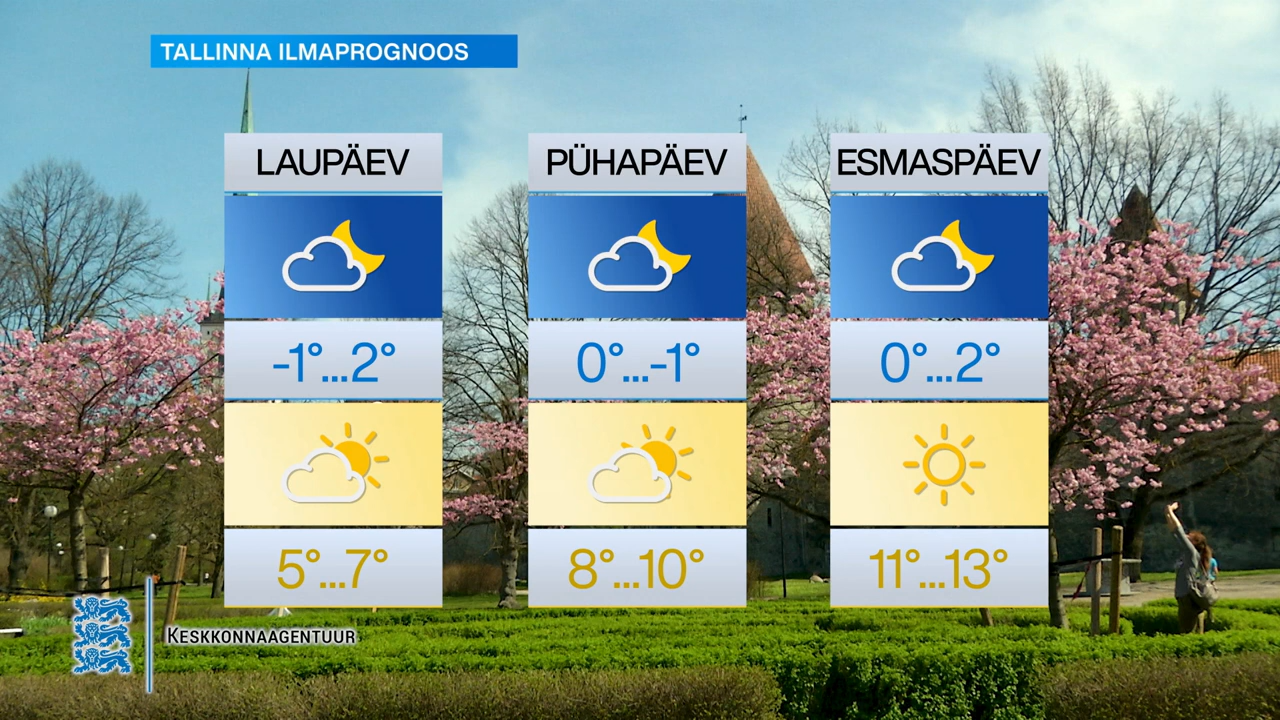 TALLINNA ILMAPROGNOOS
LAUPÄEV
-1°...2°
5°...7°
PÜHAPÄEV
0°...-1°
8°...10°
ESMASPÄEV
0°...2°
11°...13°
KESKKONNAAGENTUUR